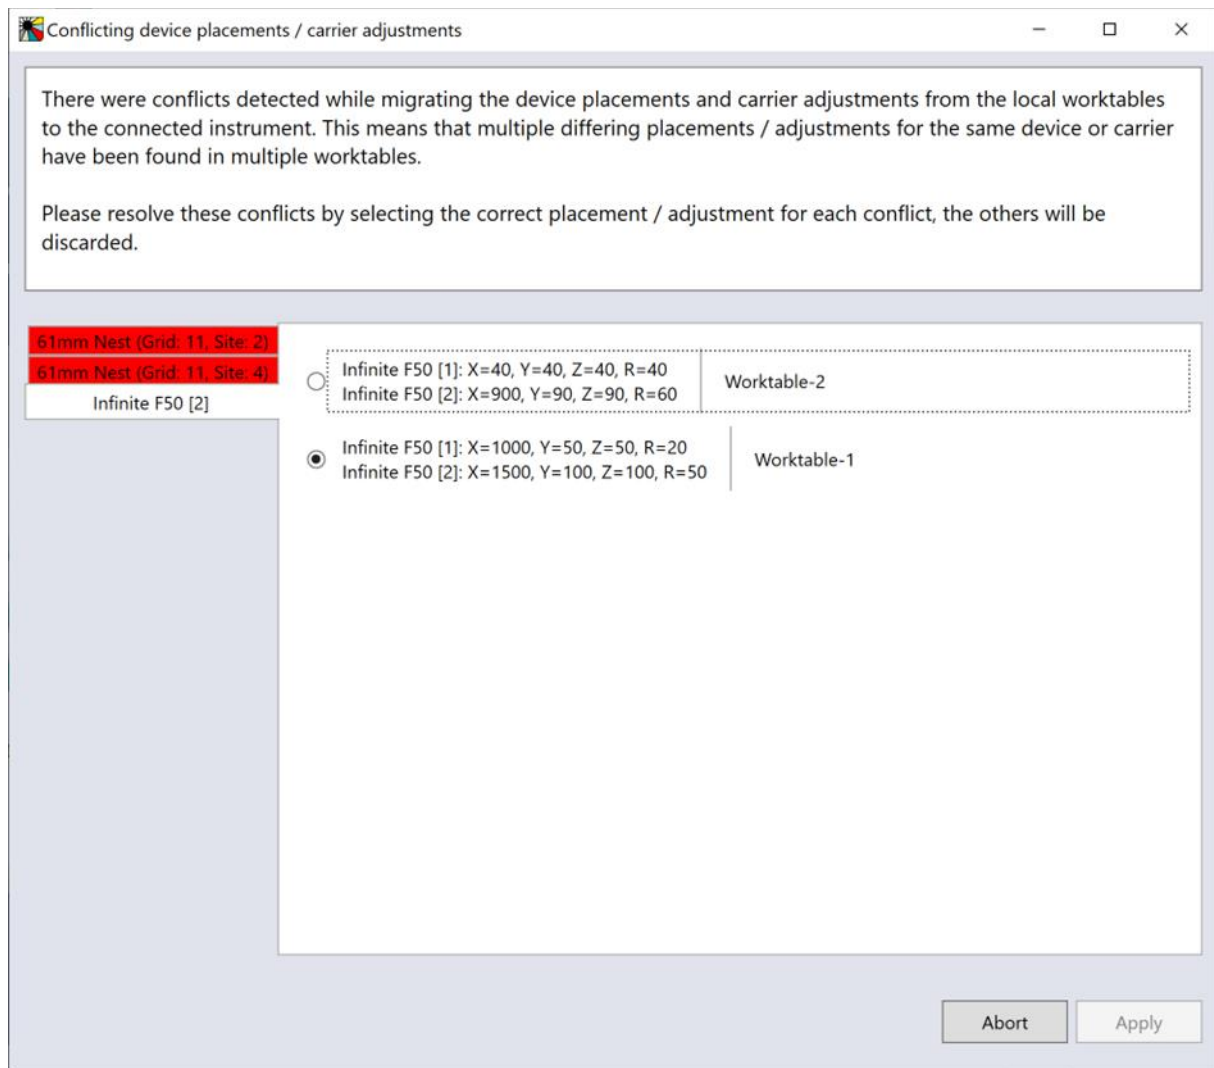 Conflicting device placements / carrier adjustments
There were conflicts detected while migrating the device placements and carrier adjustments from the local worktables
to the connected instrument. This means that multiple differing placements / adjustments for the same device or carrier
have been found in multiple worktables.
Please resolve these conflicts by selecting the correct placement / adjustment for each conflict, the others will be
discarded.
61mm Nest (Grid: 11, Site: 2)
61mm Nest (Grid: 11, Site: 4)
Infinite F50 [2]
Infinite F50 [1]: X=40, Y=40, Z=40, R=40
Infinite F50 [2]: X=900, Y=90, Z=90, R=60
Worktable-2
Infinite F50 [1]: X=1000, Y=50, Z=50, R=20
Infinite F50 [2]: X=1500, Y=100, Z=100, R=50
Worktable-1
Abort
Apply